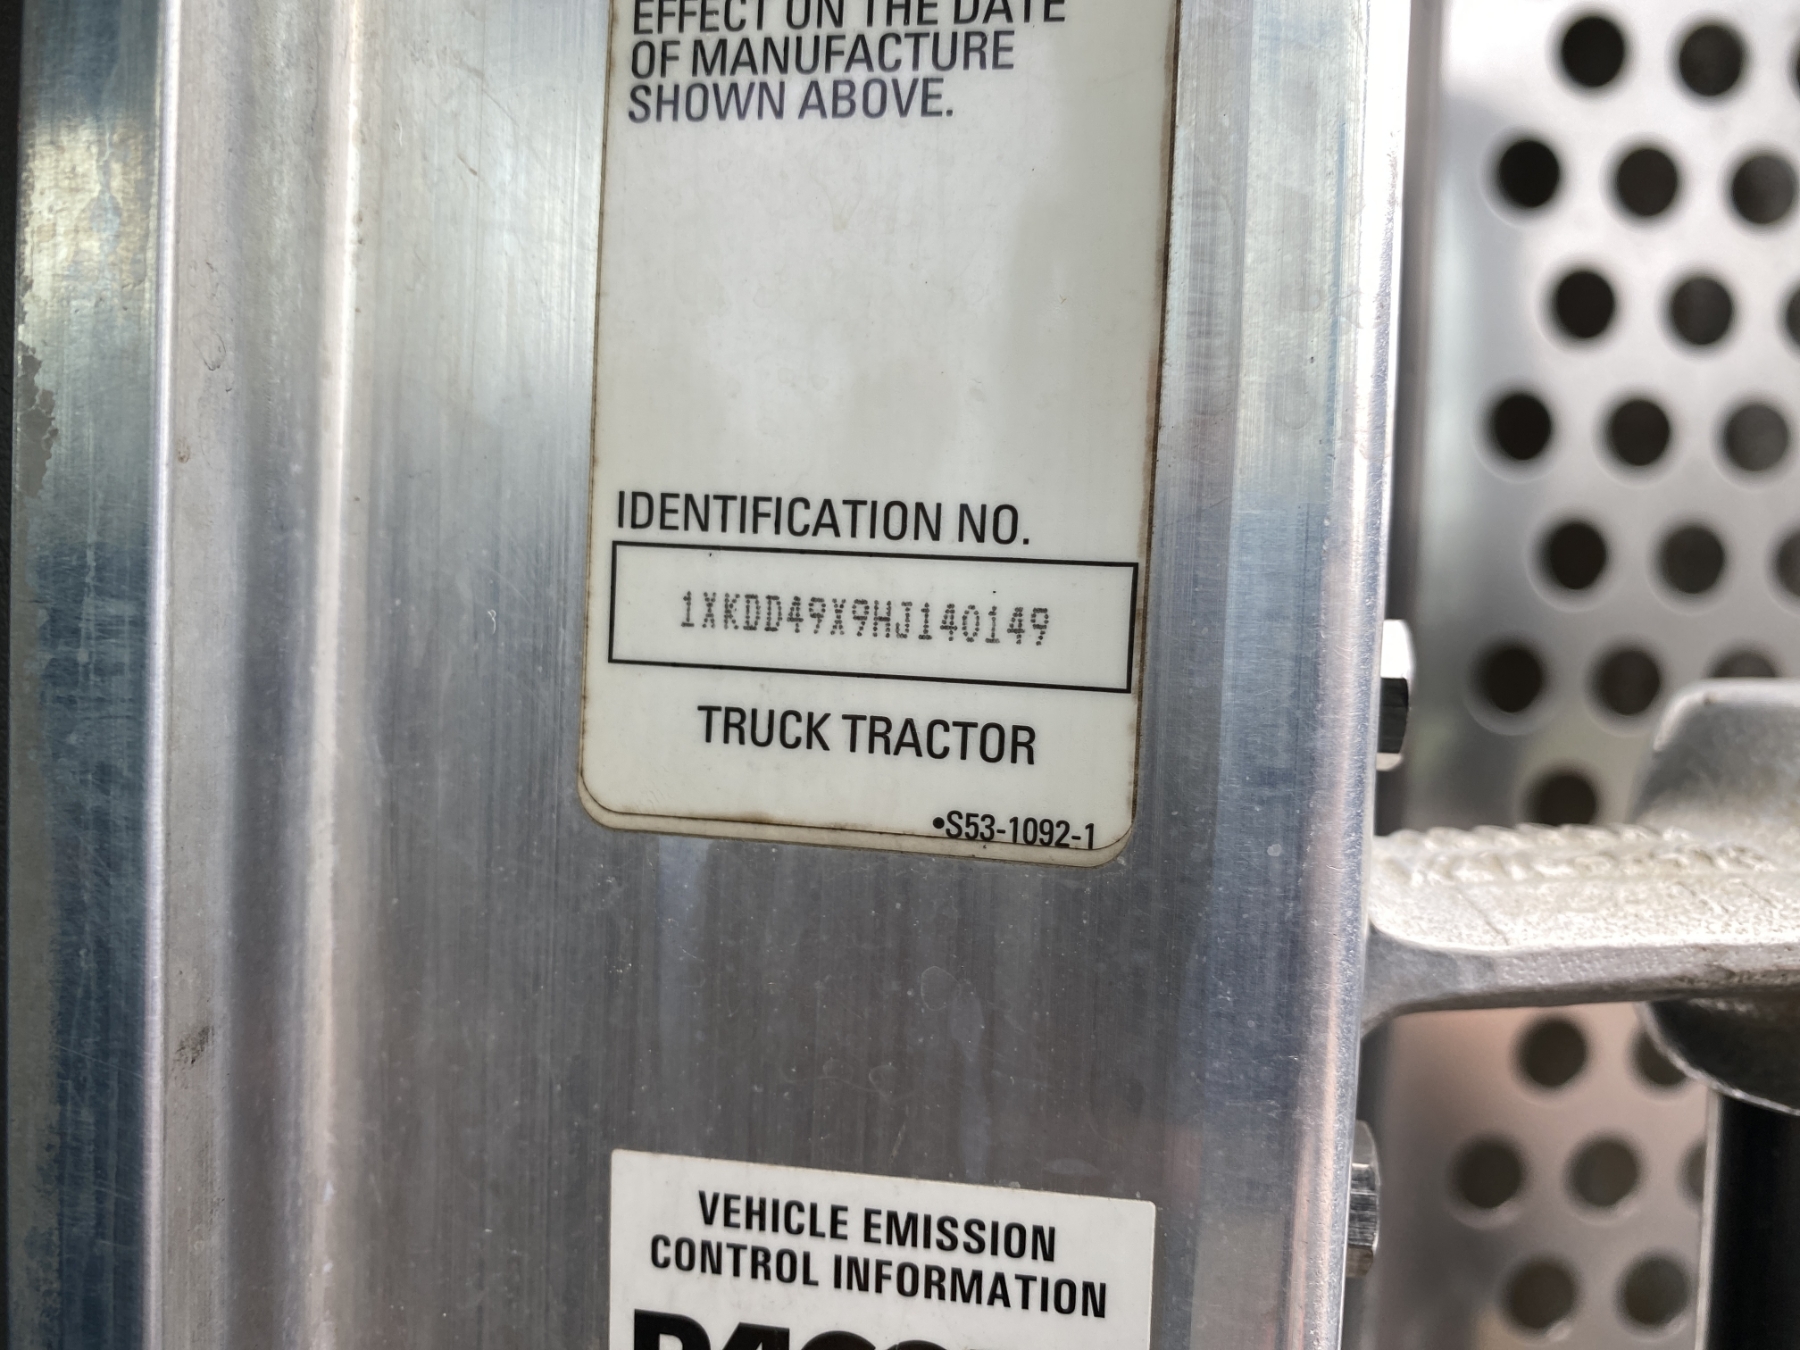 EFFECT ON THE DATE
OF MANUFACTURE
SHOWN ABOVE.
IDENTIFICATION NO.
1XKDD49X9HJ140149
TRUCK TRACTOR
•S53-1092-1
VEHICLE EMISSION
CONTROL INFORMATION